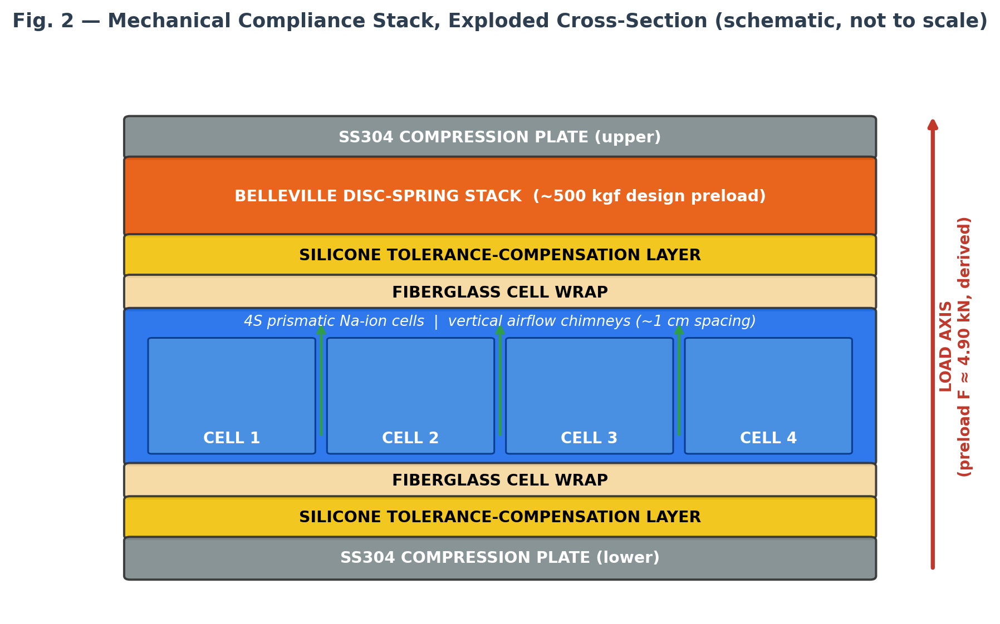 Fig. 2 — Mechanical Compliance Stack, Exploded Cross-Section (schematic, not to scale)
SS304 COMPRESSION PLATE (upper)
BELLEVILLE DISC-SPRING STACK (~500 kgf design preload)
SILICONE TOLERANCE-COMPENSATION LAYER
FIBERGLASS CELL WRAP
4S prismatic Na-ion cells | vertical airflow chimneys (~1 cm spacing)
CELL 1
CELL 2
CELL 3
CELL 4
FIBERGLASS CELL WRAP
SILICONE TOLERANCE-COMPENSATION LAYER
SS304 COMPRESSION PLATE (lower)
LOAD AXIS
(preload F ≈ 4.90 kN, derived)